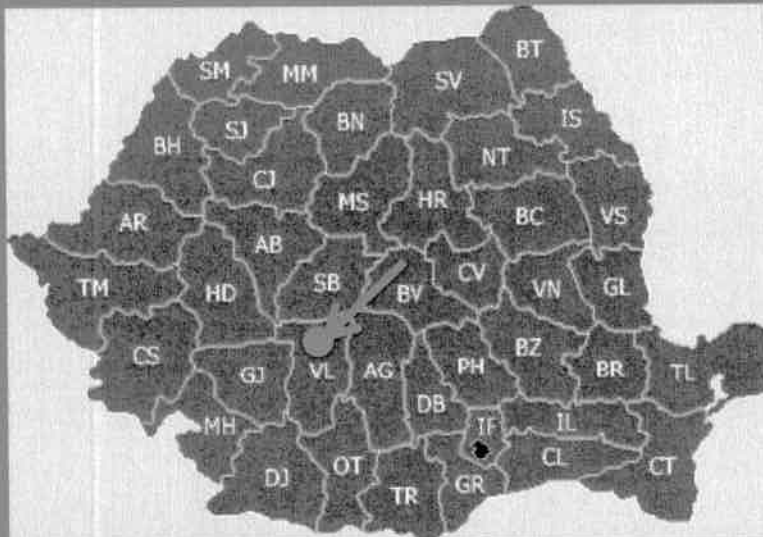 BT
SM
MM
SV
IS
SJ
BN
BH
NT
CJ
MS
HR
VS
AR
BC
AB
CV
TM
SB
HD
BV
VN
GL
CS
BZ
GJ
VL
AG
PH
BR
TL
DB
MH
IF
IL
CL
CT
DJ
OT
TR
GR